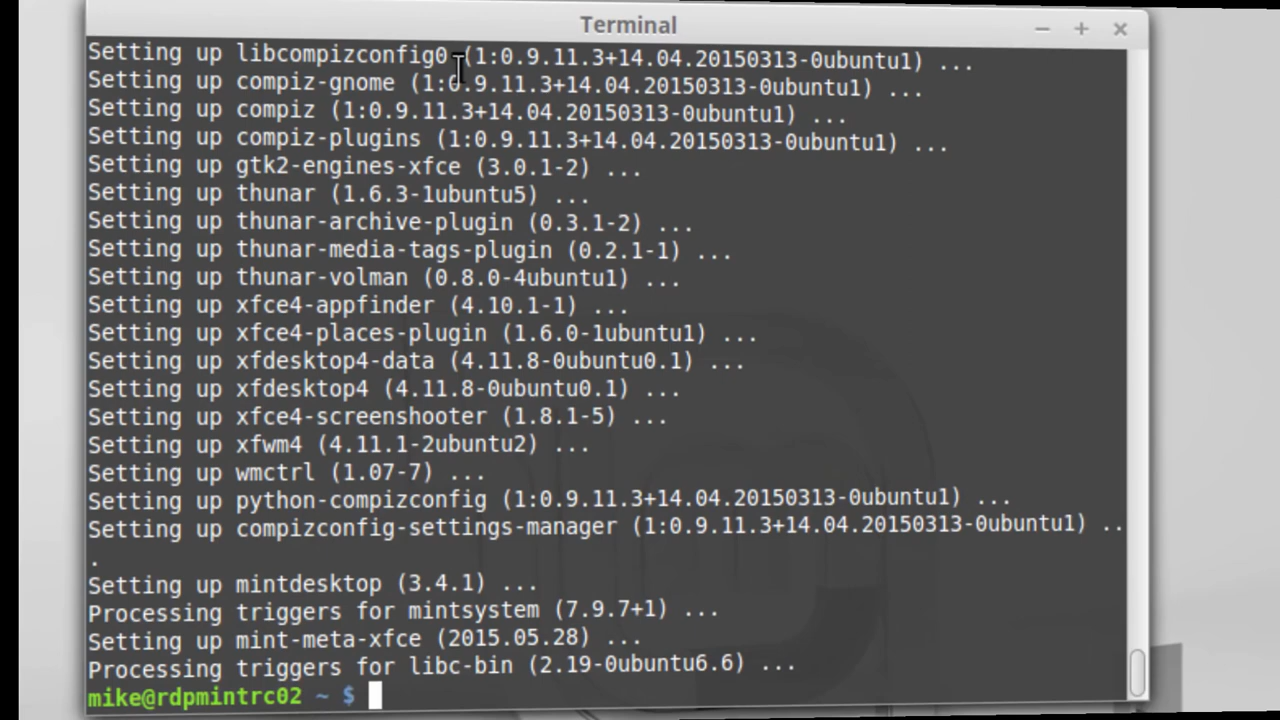 Terminal
Setting up libcompizconfig0 (1:0.9.11.3+14.04.20150313-0ubuntu1) ...
Setting up compiz-gnome (1:0.9.11.3+14.04.20150313-0ubuntu1) ...
Setting up compiz (1:0.9.11.3+14.04.20150313-0ubuntu1) ...
Setting up compiz-plugins (1:0.9.11.3+14.04.20150313-0ubuntu1) ...
Setting up gtk2-engines-xfce (3.0.1-2) ...
Setting up thunar (1.6.3-1ubuntu5) ...
Setting up thunar-archive-plugin (0.3.1-2) ...
Setting up thunar-media-tags-plugin (0.2.1-1) ...
Setting up thunar-volman (0.8.0-4ubuntu1) ...
Setting up xfce4-appfinder (4.10.1-1) ...
Setting up xfce4-places-plugin (1.6.0-1ubuntu1) ...
Setting up xfdesktop4-data (4.11.8-0ubuntu0.1) ...
Setting up xfdesktop4 (4.11.8-0ubuntu0.1) ...
Setting up xfce4-screenshooter (1.8.1-5) ...
Setting up xfwm4 (4.11.1-2ubuntu2) ...
Setting up wmctrl (1.07-7) ...
Setting up python-compizconfig (1:0.9.11.3+14.04.20150313-0ubuntu1) ...
Setting up compizconfig-settings-manager (1:0.9.11.3+14.04.20150313-0ubuntu1) ..
.
Setting up mintdesktop (3.4.1) ...
Processing triggers for mintsystem (7.9.7+1) ...
Setting up mint-meta-xfce (2015.05.28) ...
Processing triggers for libc-bin (2.19-0ubuntu6.6) ...
mike@rdpmintrc02 ~ $